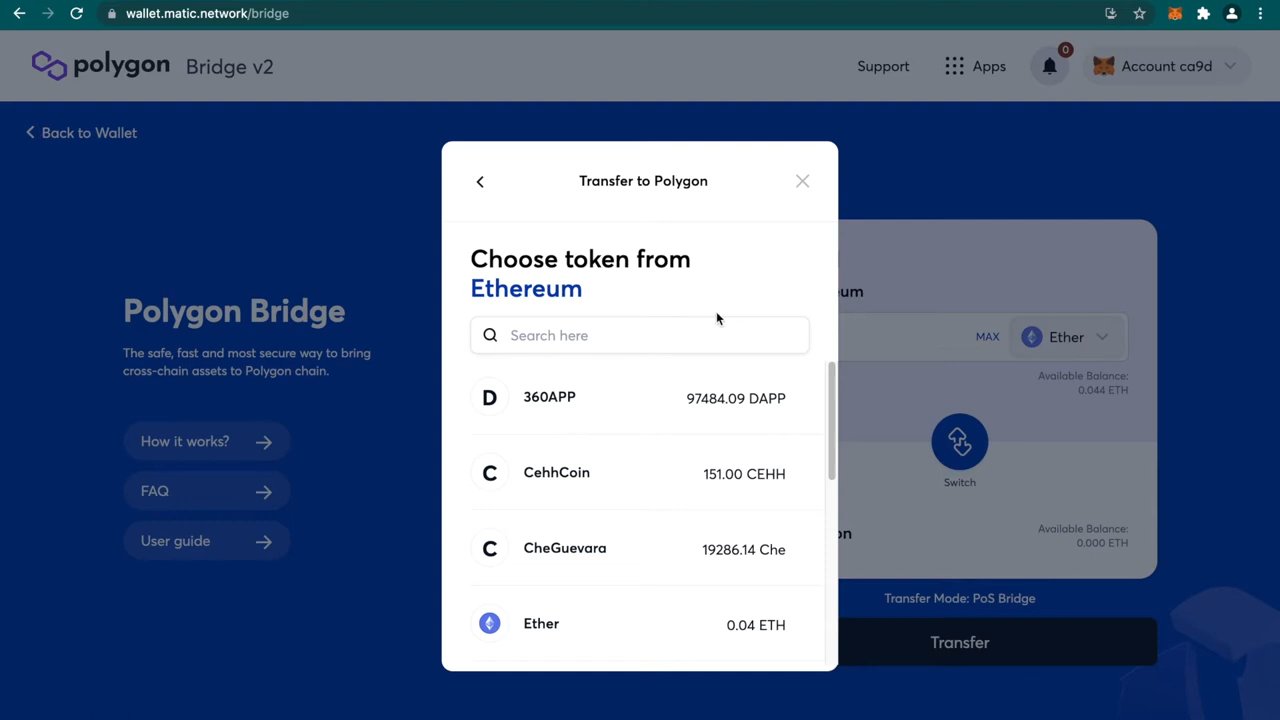 wallet.matic.network/bridge
polygon Bridge v2
Support
Apps
0
Account ca9d
Back to Wallet
Polygon Bridge
The safe, fast and most secure way to bring
cross-chain assets to Polygon chain.
How it works?
FAQ
User guide
Transfer to Polygon
Choose token from
Ethereum
Search here
D 360APP 97484.09 DAPP
C CehhCoin 151.00 CEHH
C CheGuevara 19286.14 Che
Ether 0.04 ETH
eum
MAX Ether
Available Balance:
0.044 ETH
Switch
on
Available Balance:
0.000 ETH
Transfer Mode: PoS Bridge
Transfer